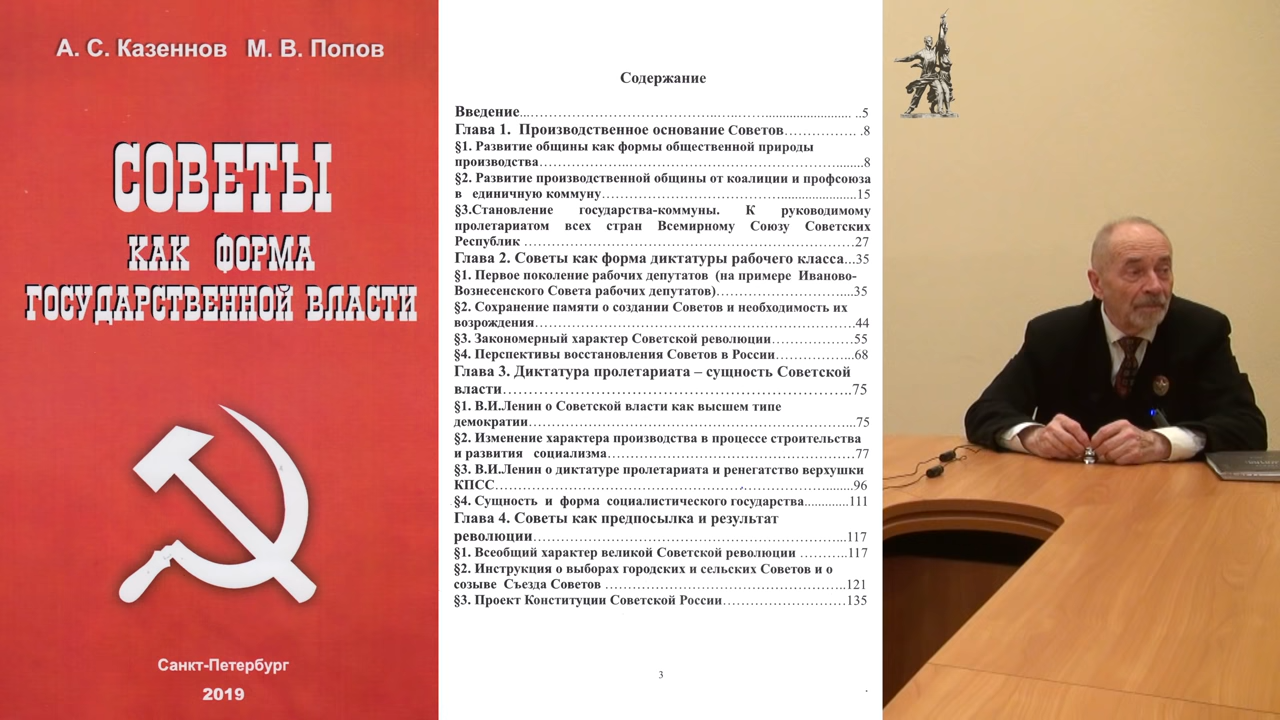 А. С. Казеннов М. В. Попов
СОВЕТЫ
КАК ФОРМА
ГОСУДАРСТВЕННОЙ ВЛАСТИ
Санкт-Петербург
2019
Содержание
Введение...............................................................................5
Глава 1. Производственное основание Советов.................8
§1. Развитие общины как формы общественной природы
производства.........................................................................8
§2. Развитие производственной общины от коалиции и профсоюза
в единичную коммуну..........................................................15
§3.Становление государства-коммуны. К руководимому
пролетариатом всех стран Всемирному Союзу Советских
Республик ............................................................................27
Глава 2. Советы как форма диктатуры рабочего класса...35
§1. Первое поколение рабочих депутатов (на примере Иваново-
Вознесенского Совета рабочих депутатов)..........................35
§2. Сохранение памяти о создании Советов и необходимость их
возрождения.........................................................................44
§3. Закономерный характер Советской революции..............55
§4. Перспективы восстановления Советов в России.............68
Глава 3. Диктатура пролетариата – сущность Советской
власти...................................................................................75
§1. В.И.Ленин о Советской власти как высшем типе
демократии...........................................................................75
§2. Изменение характера производства в процессе строительства
и развития социализма.........................................................77
§3. В.И.Ленин о диктатуре пролетариата и ренегатство верхушки
КПСС....................................................................................96
§4. Сущность и форма социалистического государства............111
Глава 4. Советы как предпосылка и результат
революции............................................................................117
§1. Всеобщий характер великой Советской революции ...........117
§2. Инструкция о выборах городских и сельских Советов и о
созыве Съезда Советов ........................................................121
§3. Проект Конституции Советской России..........................135
3